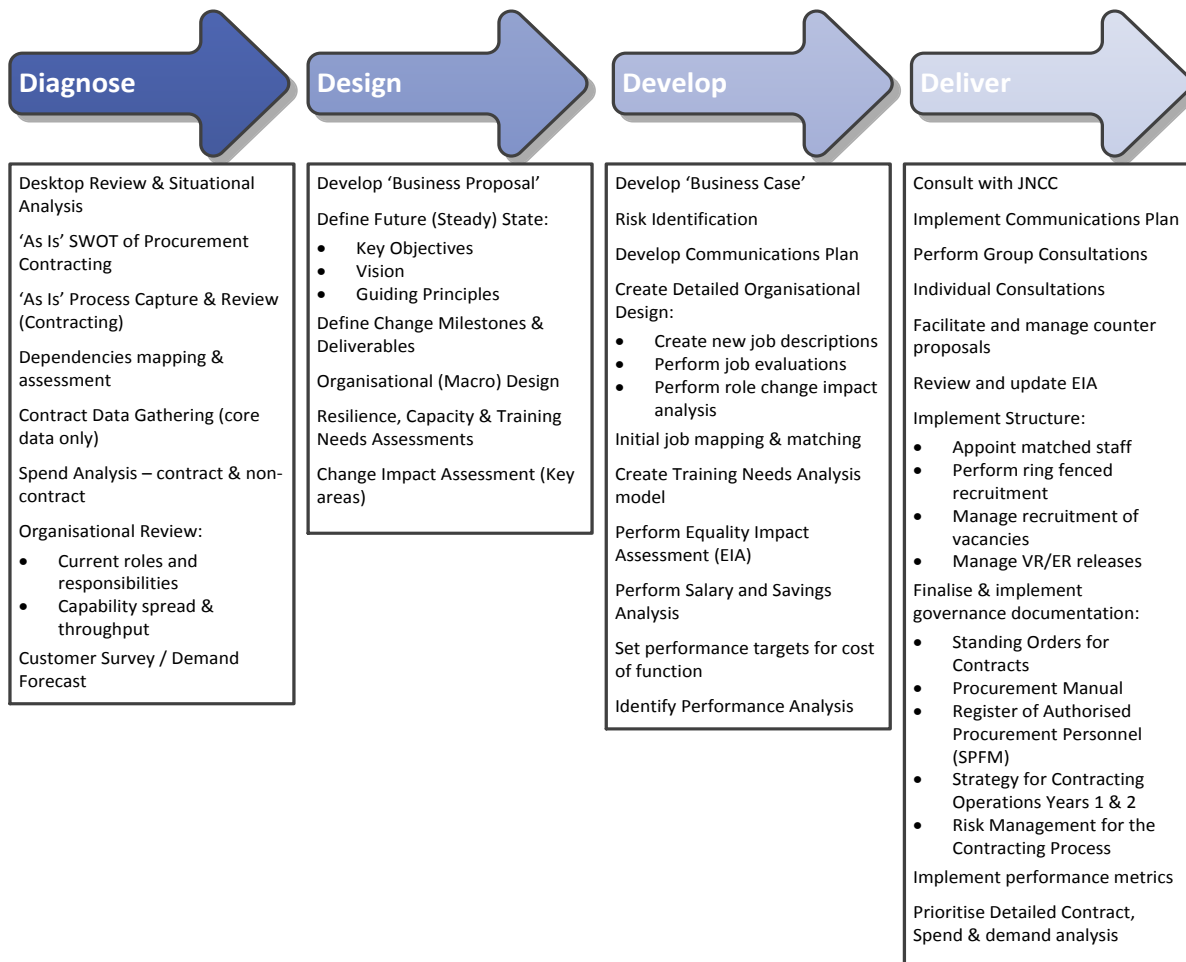 Diagnose
Desktop Review & Situational
Analysis
‘As Is’ SWOT of Procurement
Contracting
‘As Is’ Process Capture & Review
(Contracting)
Dependencies mapping &
assessment
Contract Data Gathering (core
data only)
Spend Analysis – contract & non-
contract
Organisational Review:
• Current roles and
responsibilities
• Capability spread &
throughput
Customer Survey / Demand
Forecast
Design
Develop ‘Business Proposal’
Define Future (Steady) State:
• Key Objectives
• Vision
• Guiding Principles
Define Change Milestones &
Deliverables
Organisational (Macro) Design
Resilience, Capacity & Training
Needs Assessments
Change Impact Assessment (Key
areas)
Develop
Develop ‘Business Case’
Risk Identification
Develop Communications Plan
Create Detailed Organisational
Design:
• Create new job descriptions
• Perform job evaluations
• Perform role change impact
analysis
Initial job mapping & matching
Create Training Needs Analysis
model
Perform Equality Impact
Assessment (EIA)
Perform Salary and Savings
Analysis
Set performance targets for cost
of function
Identify Performance Analysis
Deliver
Consult with JNCC
Implement Communications Plan
Perform Group Consultations
Individual Consultations
Facilitate and manage counter
proposals
Review and update EIA
Implement Structure:
• Appoint matched staff
• Perform ring fenced
recruitment
• Manage recruitment of
vacancies
• Manage VR/ER releases
Finalise & implement
governance documentation:
• Standing Orders for
Contracts
• Procurement Manual
• Register of Authorised
Procurement Personnel
(SPFM)
• Strategy for Contracting
Operations Years 1 & 2
• Risk Management for the
Contracting Process
Implement performance metrics
Prioritise Detailed Contract,
Spend & demand analysis